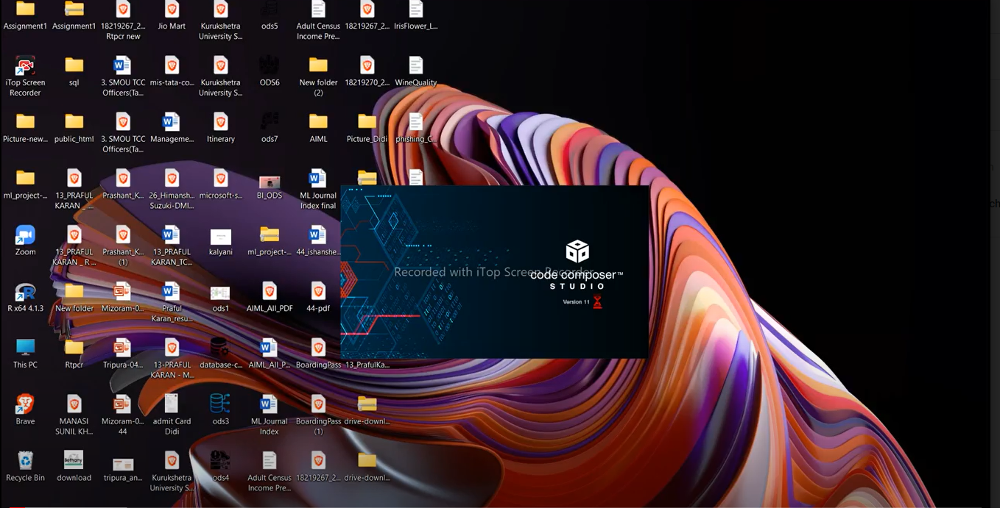 Assignment1
Assignment1
18219267_2...
Rtpcr new
Jio Mart
Kurukshetra
University S...
ods5
Adult Census
Income Pre...
18219267_2...
IrisFlower_L...
iTop Screen
Recorder
sql
3. SMOU TCC
Officers(Ta...
mis-tata-co...
Kurukshetra
University S...
ODS6
New folder
(2)
18219270_2...
WineQuality
Picture-new...
public_html
3. SMOU TCC
Officers(Ta...
Manageme...
Itinerary
ods7
AIML
Picture_Didi
phishing_C...
ml_project-...
13_PRAFUL
KARAN _ ...
Prashant_K...
26_Himansh...
Suzuki-DMI...
microsoft-s...
BI_ODS
ML Journal
Index final
Zoom
13_PRAFUL
KARAN _ R ...
Prashant_K...
(1)
13_PRAFUL
KARAN_TC...
kalyani
ml_project-...
44_ishanshe...
Recorded with iTop Screen Recorder
code composer™
STUDIO
Version 11
R x64 4.1.3
New folder
Mizoram-0...
Praful
Karan_resu...
ods1
AIML_All_PDF
44-pdf
This PC
Rtpcr
Tripura-04...
13-PRAFUL
KARAN - M...
database-c...
AIML_All_P...
BoardingPass
13_PrafulKa...
Brave
MANASI
SUNIL KH...
Mizoram-0...
44
admit Card
Didi
ods3
ML Journal
Index
BoardingPass
(1)
drive-downl...
Recycle Bin
download
tripura_an...
Kurukshetra
University S...
ods4
Adult Census
Income Pre...
18219267_2...
drive-downl...